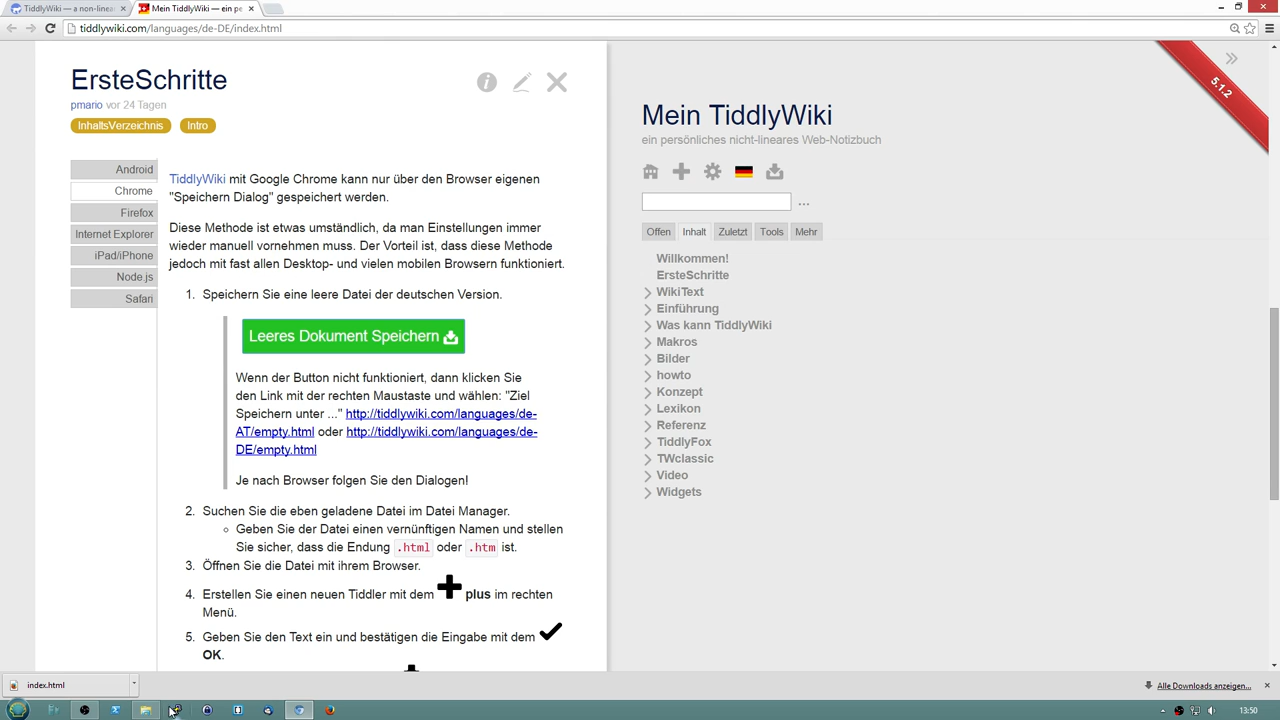 TiddlyWiki — a non-linea
Mein TiddlyWiki — ein pe
tiddlywiki.com/languages/de-DE/index.html
ErsteSchritte
pmario vor 24 Tagen
InhaltsVerzeichnis Intro
Android
Chrome
Firefox
Internet Explorer
iPad/iPhone
Node.js
Safari
TiddlyWiki mit Google Chrome kann nur über den Browser eigenen
"Speichern Dialog" gespeichert werden.
Diese Methode ist etwas umständlich, da man Einstellungen immer
wieder manuell vornehmen muss. Der Vorteil ist, dass diese Methode
jedoch mit fast allen Desktop- und vielen mobilen Browsern funktioniert.
1. Speichern Sie eine leere Datei der deutschen Version.
Leeres Dokument Speichern
Wenn der Button nicht funktioniert, dann klicken Sie
den Link mit der rechten Maustaste und wählen: "Ziel
Speichern unter ..." http://tiddlywiki.com/languages/de-
AT/empty.html oder http://tiddlywiki.com/languages/de-
DE/empty.html
Je nach Browser folgen Sie den Dialogen!
2. Suchen Sie die eben geladene Datei im Datei Manager.
Geben Sie der Datei einen vernünftigen Namen und stellen
Sie sicher, dass die Endung .html oder .htm ist.
3. Öffnen Sie die Datei mit ihrem Browser.
4. Erstellen Sie einen neuen Tiddler mit dem plus im rechten
Menü.
5. Geben Sie den Text ein und bestätigen die Eingabe mit dem
OK.
5.1.2
Mein TiddlyWiki
ein persönliches nicht-lineares Web-Notizbuch
...
Offen Inhalt Zuletzt Tools Mehr
Willkommen!
ErsteSchritte
WikiText
Einführung
Was kann TiddlyWiki
Makros
Bilder
howto
Konzept
Lexikon
Referenz
TiddlyFox
TWclassic
Video
Widgets
index.html
Alle Downloads anzeigen...
13:50